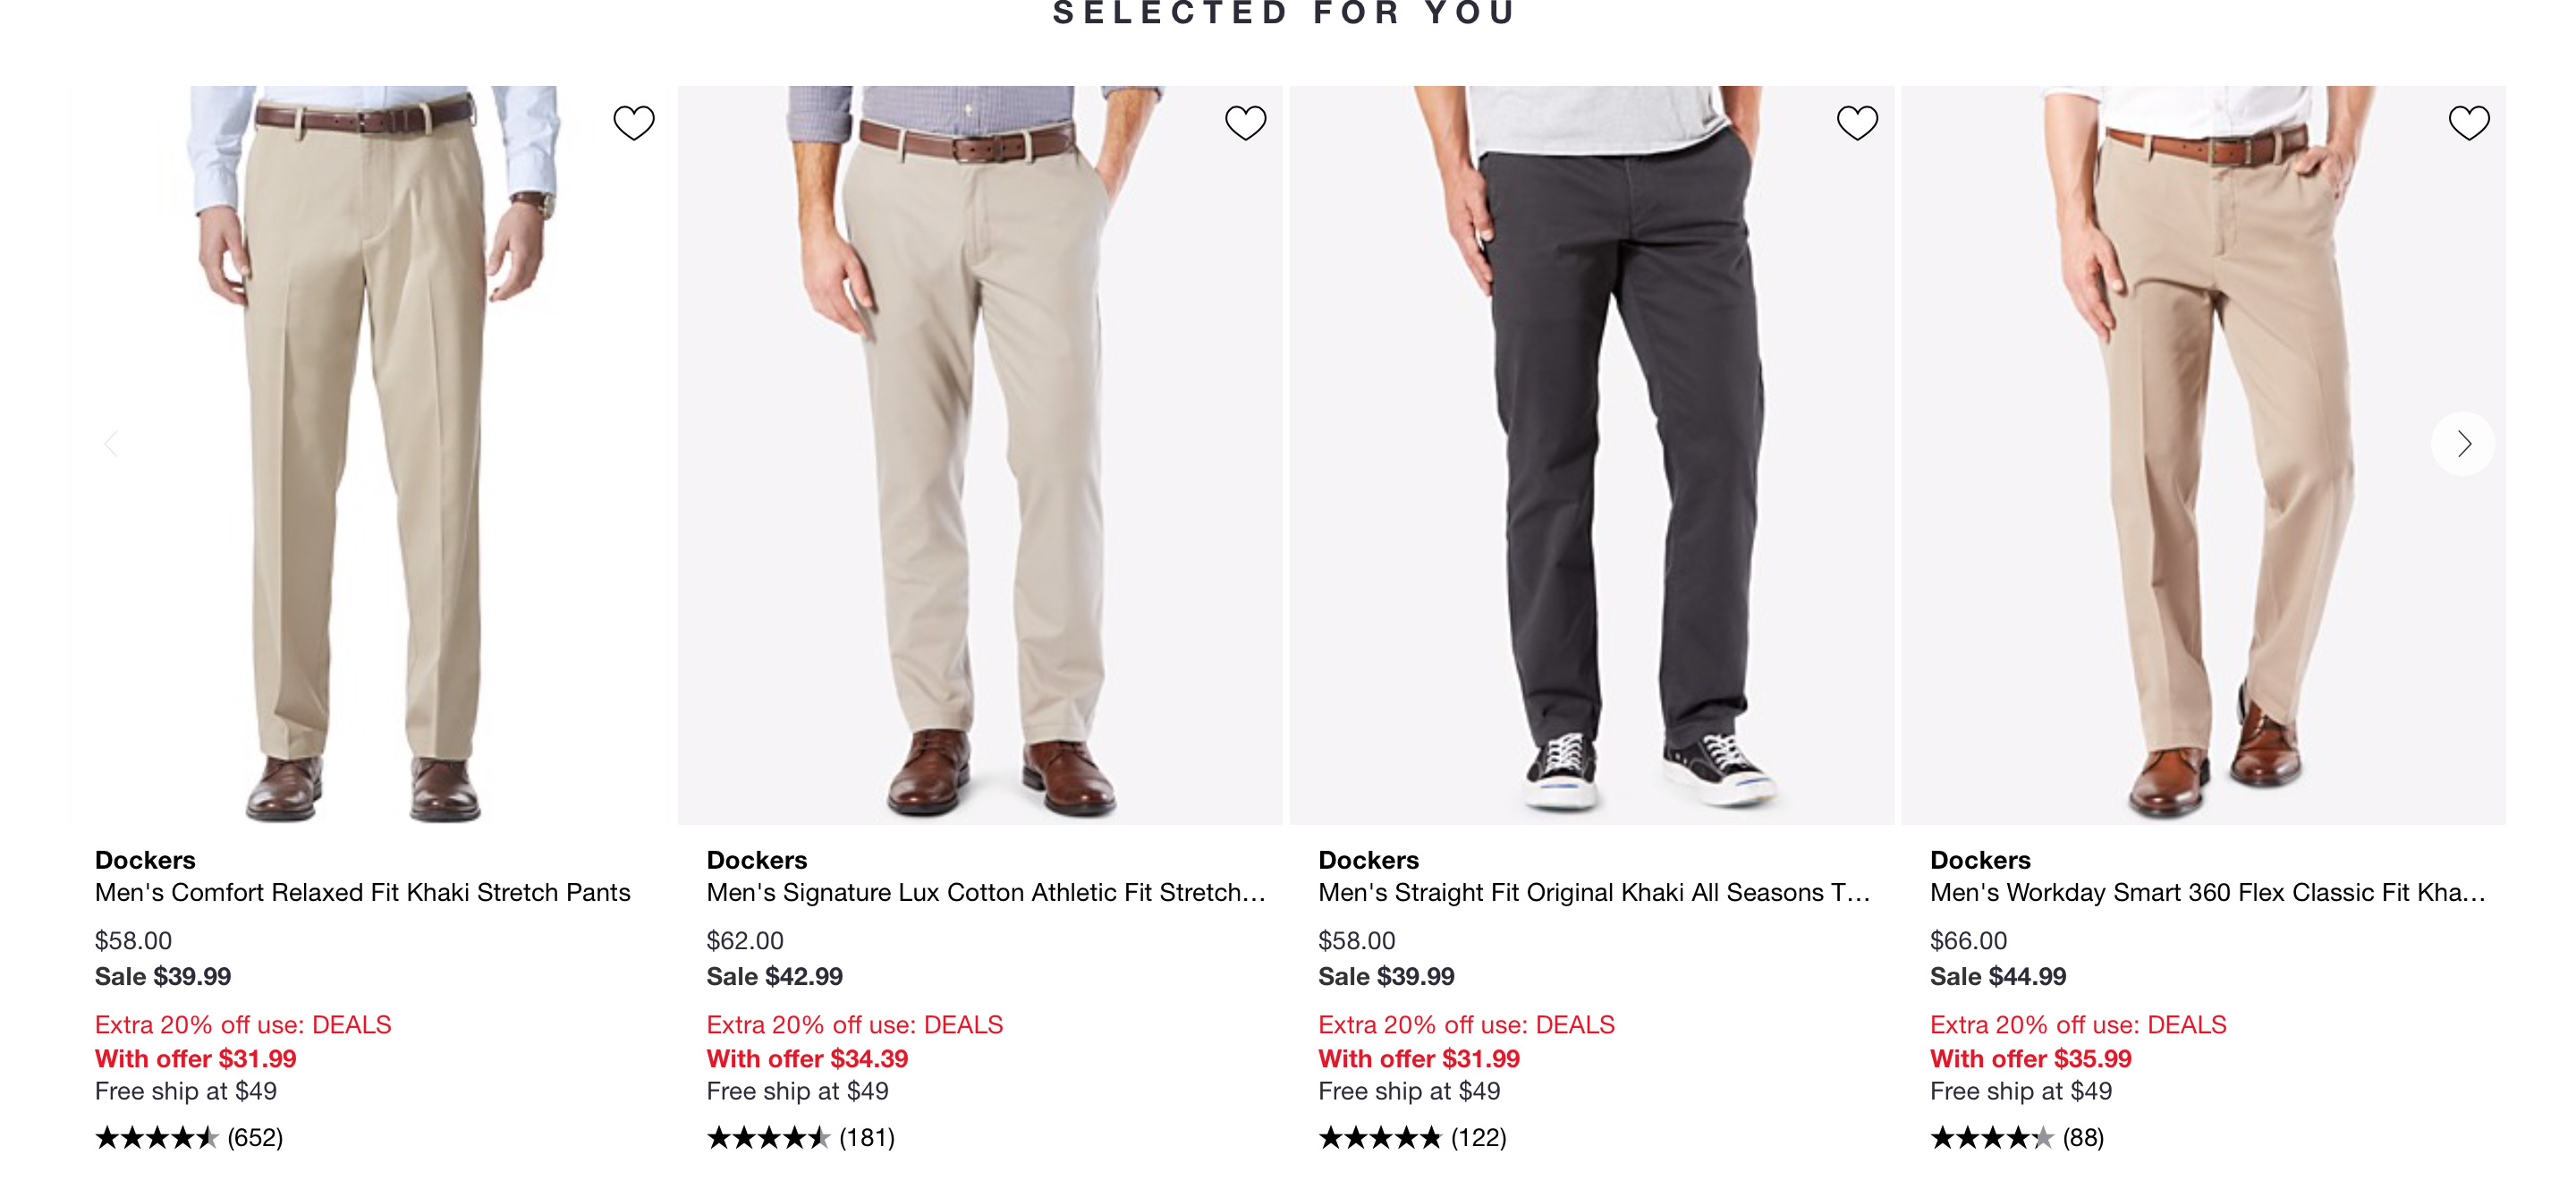 SELECTED FOR YOU
Dockers
Men's Comfort Relaxed Fit Khaki Stretch Pants
$58.00
Sale $39.99
Extra 20% off use: DEALS
With offer $31.99
Free ship at $49
(652)
Dockers
Men's Signature Lux Cotton Athletic Fit Stretch...
$62.00
Sale $42.99
Extra 20% off use: DEALS
With offer $34.39
Free ship at $49
(181)
Dockers
Men's Straight Fit Original Khaki All Seasons T...
$58.00
Sale $39.99
Extra 20% off use: DEALS
With offer $31.99
Free ship at $49
(122)
Dockers
Men's Workday Smart 360 Flex Classic Fit Kha...
$66.00
Sale $44.99
Extra 20% off use: DEALS
With offer $35.99
Free ship at $49
(88)